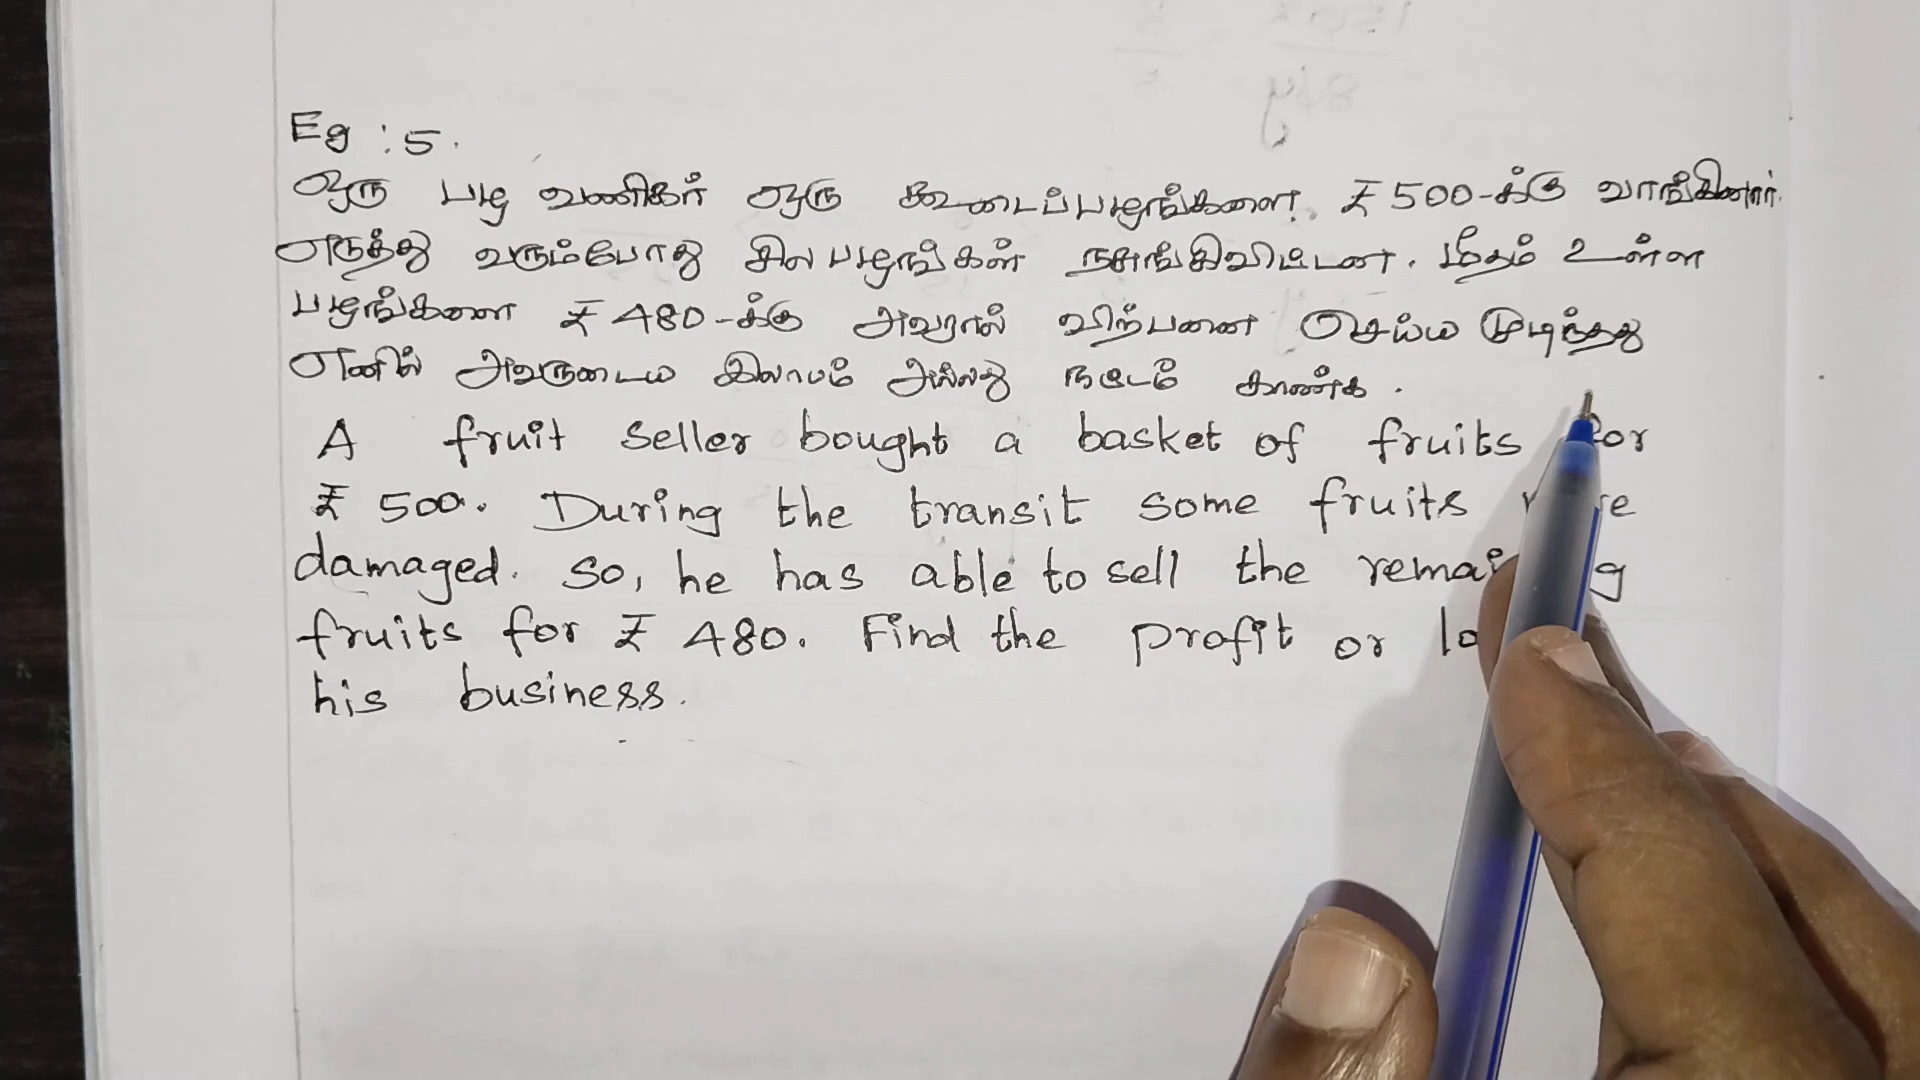 Eg : 5.
ஒரு பழ வணிகர் ஒரு கூடைப்பழங்களை ₹ 500-க்கு வாங்கினார்.
எடுத்து வரும்போது சில பழங்கள் நசுங்கிவிட்டன. மீதம் உள்ள
பழங்களை ₹ 480-க்கு அவரால் விற்பனை செய்ய முடிந்தது
எனில் அவருடைய இலாபம் அல்லது நட்டம் காண்க.
A fruit seller bought a basket of fruits for
₹ 500. During the transit some fruits
damaged. so, he has able to sell the
fruits for ₹ 480. Find the profit or
his business.